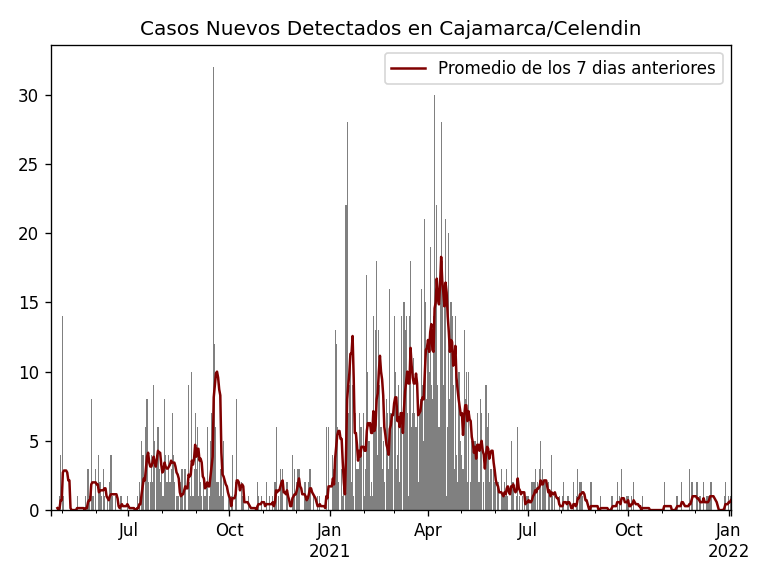 Casos Nuevos Detectados en Cajamarca/Celendin
Promedio de los 7 dias anteriores
30
25
20
15
10
5
0
Jul Oct Jan Apr Jul Oct Jan
2021 2022